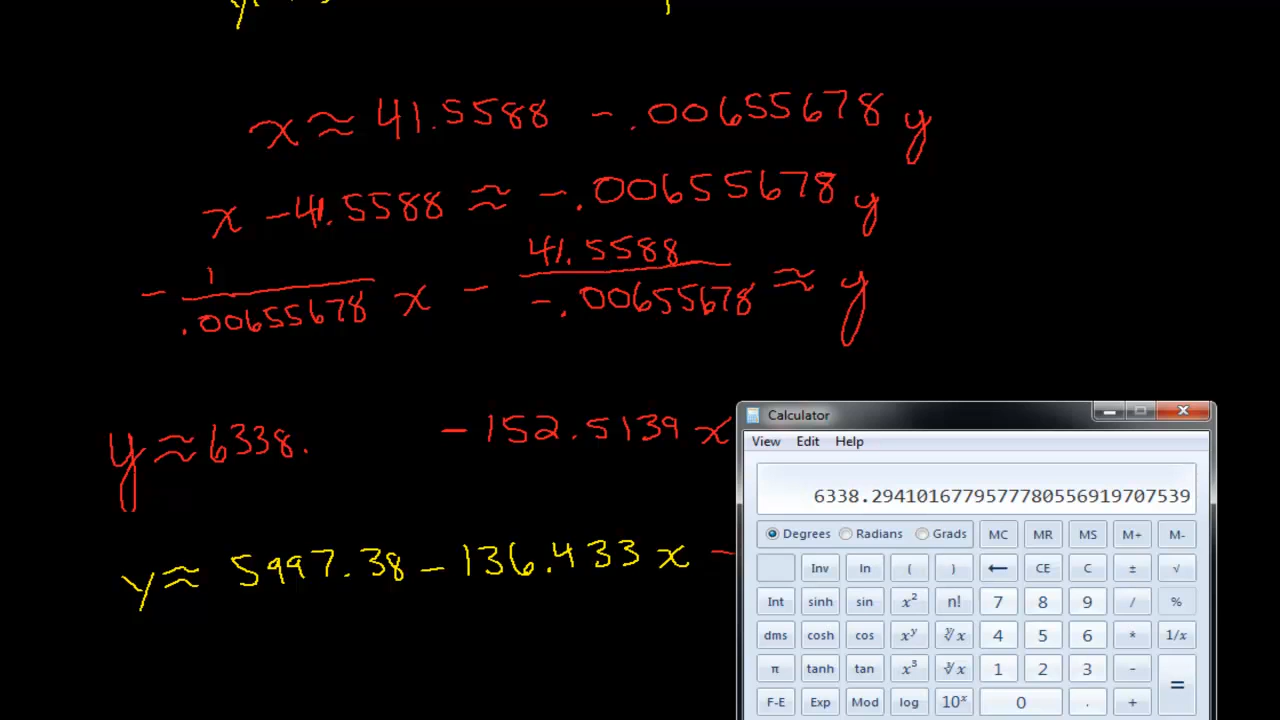 x ≈ 41.5588 - .00655678 y
x - 41.5588 ≈ - .00655678 y
- 1/.00655678 x - 41.5588/-.00655678 ≈ y
y ≈ 6338. - 152.5139 x
y ≈ 5997.38 - 136.433 x -
Calculator
View Edit Help
6338.2941016779577780556919707539
Degrees Radians Grads MC MR MS M+ M-
Inv ln ( ) ← CE C ± √
Int sinh sin x² n! 7 8 9 / %
dms cosh cos xʸ ʸ√x 4 5 6 * 1/x
π tanh tan x³ ³√x 1 2 3 - =
F-E Exp Mod log 10ˣ 0 . +